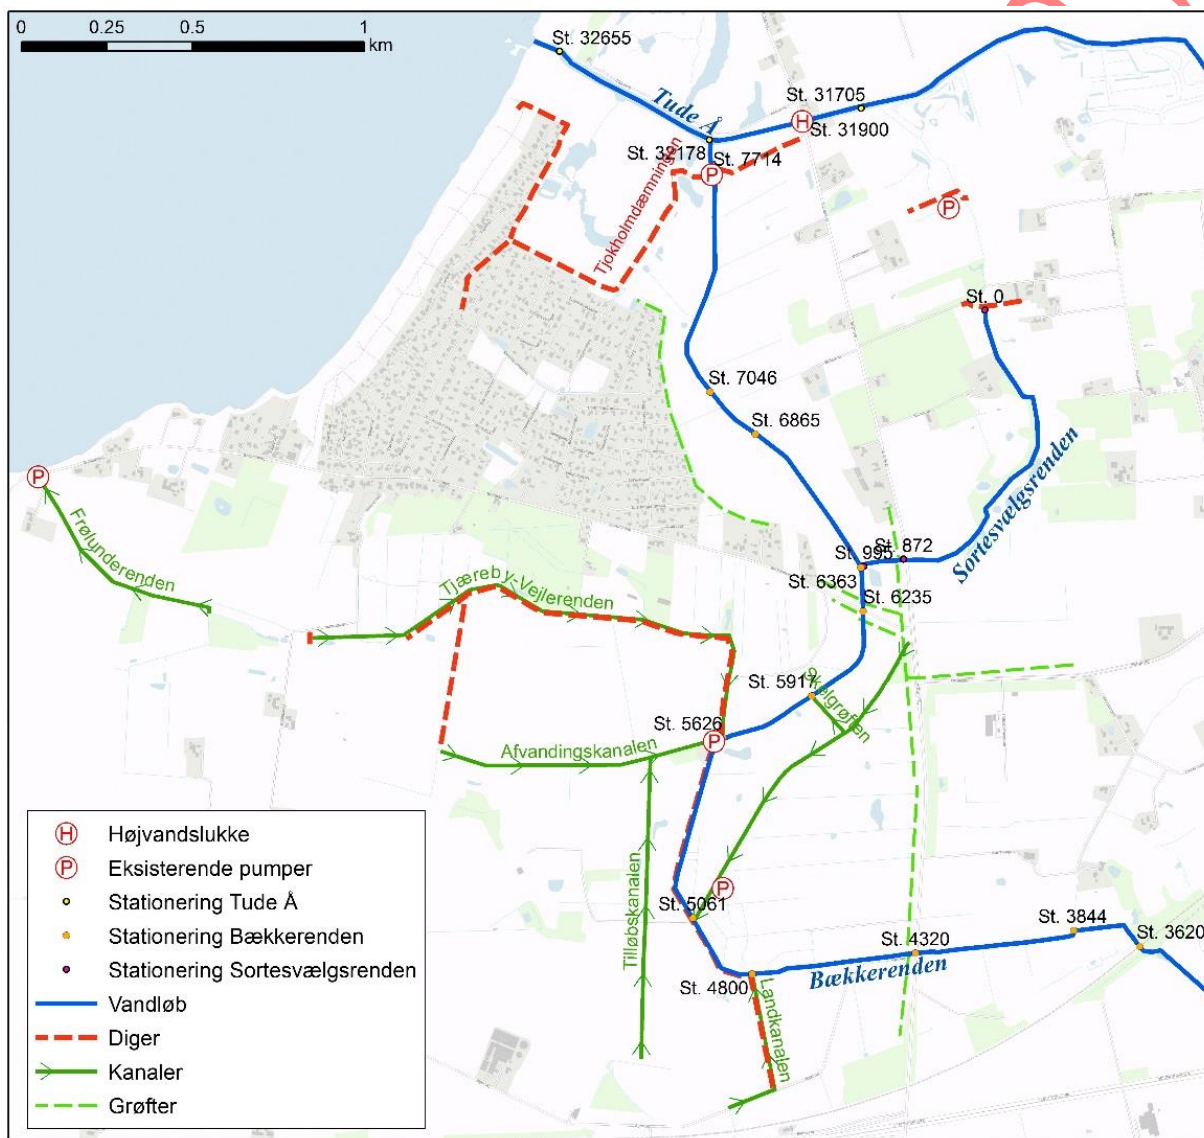 0 0.25 0.5 1
km
St. 32655
St. 31705
Tude Å
St. 31900
St. 32178
St. 7714
Tjokholmdæmningen
St. 0
St. 7046
St. 6865
Sortesvælgsrenden
Frølunderenden
St. 872
St. 995
St. 6363
St. 6235
Tjæreby-Vejlerenden
St. 5917
Skelgrøften
St. 5626
Afvandingskanalen
Tilløbskanalen
St. 5061
St. 3844
St. 3620
St. 4320
Bækkerenden
St. 4800
Landkanalen
P
P
P
P
P
H
H Højvandslukke
P Eksisterende pumper
Stationering Tude Å
Stationering Bækkerenden
Stationering Sortesvælgsrenden
Vandløb
Diger
Kanaler
Grøfter